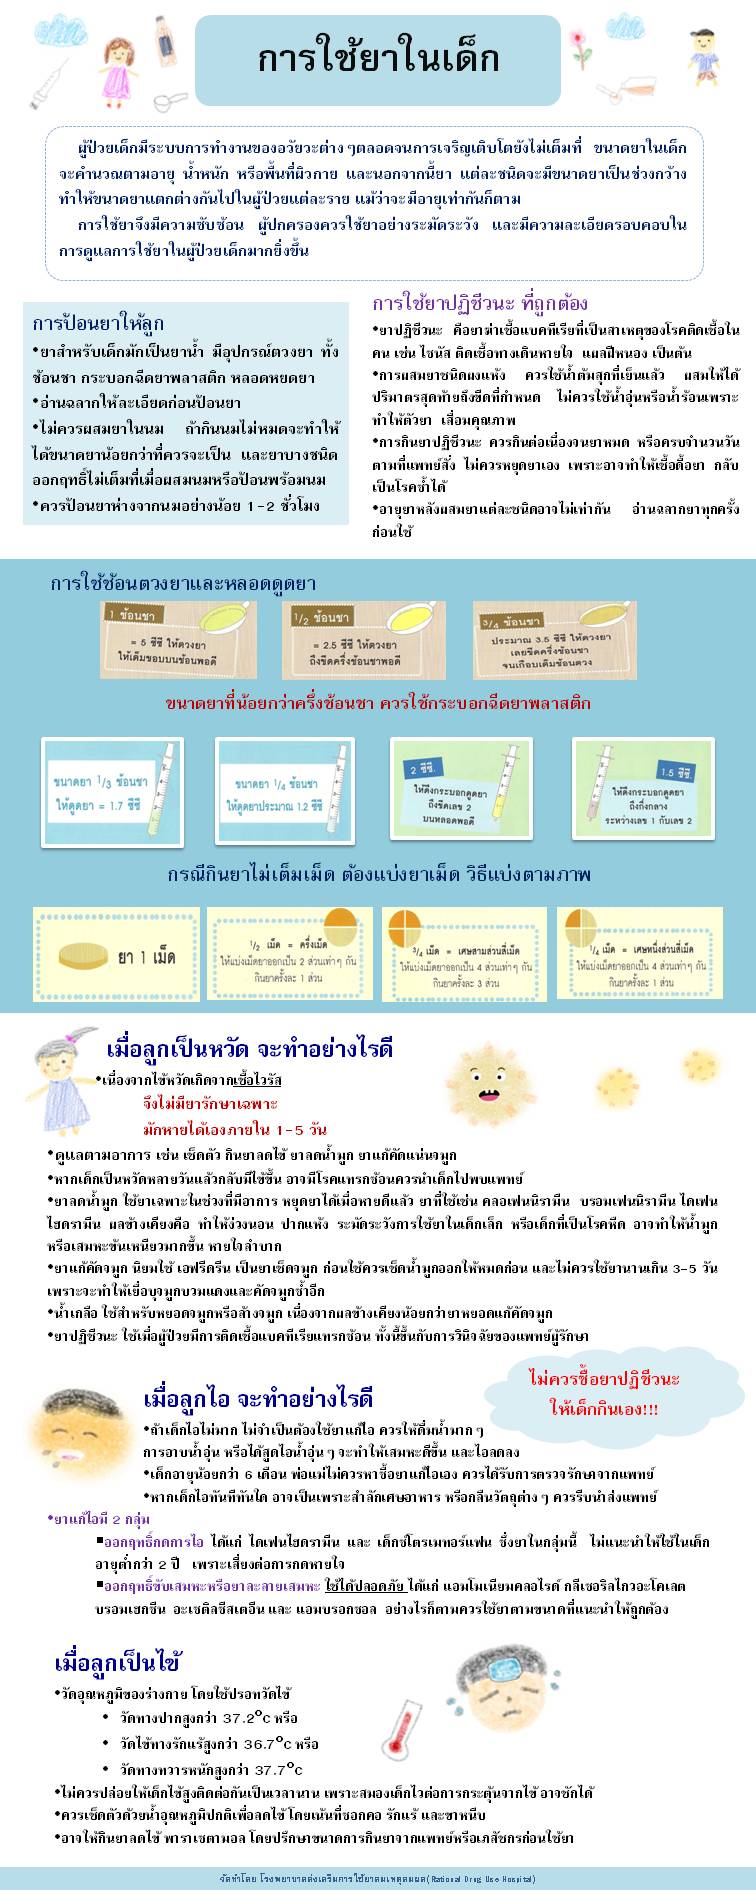 การใช้ยาในเด็ก
ผู้ป่วยเด็กมีระบบการทำงานของอวัยวะต่าง ๆตลอดจนการเจริญเติบโตยังไม่เต็มที่ ขนาดยาในเด็ก
จะคำนวณตามอายุ น้ำหนัก หรือพื้นที่ผิวกาย และนอกจากนี้ยา แต่ละชนิดจะมีขนาดยาเป็นช่วงกว้าง
ทำให้ขนาดยาแตกต่างกันไปในผู้ป่วยแต่ละราย แม้ว่าจะมีอายุเท่ากันก็ตาม
การใช้ยาจึงมีความซับซ้อน ผู้ปกครองควรใช้ยาอย่างระมัดระวัง และมีความละเอียดรอบคอบใน
การดูแลการใช้ยาในผู้ป่วยเด็กมากยิ่งขึ้น
การป้อนยาให้ลูก
•ยาสำหรับเด็กมักเป็นยาน้ำ มีอุปกรณ์ตวงยา ทั้ง
ช้อนชา กระบอกฉีดยาพลาสติก หลอดหยดยา
•อ่านฉลากให้ละเอียดก่อนป้อนยา
•ไม่ควรผสมยาในนม ถ้ากินนมไม่หมดจะทำให้
ได้ขนาดยาน้อยกว่าที่ควรจะเป็น และยาบางชนิด
ออกฤทธิ์ไม่เต็มที่เมื่อผสมนมหรือป้อนพร้อมนม
•ควรป้อนยาห่างจากนมอย่างน้อย 1-2 ชั่วโมง
การใช้ยาปฏิชีวนะ ที่ถูกต้อง
•ยาปฏิชีวนะ คือยาฆ่าเชื้อแบคทีเรียที่เป็นสาเหตุของโรคติดเชื้อใน
คน เช่น ไซนัส ติดเชื้อทางเดินหายใจ แผลฝีหนอง เป็นต้น
•การผสมยาชนิดผงแห้ง ควรใช้น้ำต้มสุกที่เย็นแล้ว ผสมให้ได้
ปริมาตรสุดท้ายถึงขีดที่กำหนด ไม่ควรใช้น้ำอุ่นหรือน้ำร้อนเพราะ
ทำให้ตัวยา เสื่อมคุณภาพ
•การกินยาปฏิชีวนะ ควรกินต่อเนื่องจนยาหมด หรือครบจำนวนวัน
ตามที่แพทย์สั่ง ไม่ควรหยุดยาเอง เพราะอาจทำให้เชื้อดื้อยา กลับ
เป็นโรคซ้ำได้
•อายุยาหลังผสมยาแต่ละชนิดอาจไม่เท่ากัน อ่านฉลากยาทุกครั้ง
ก่อนใช้
การใช้ช้อนตวงยาและหลอดดูดยา
1 ช้อนชา
= 5 ซีซี ให้ตวงยา
ให้เต็มขอบบนช้อนพอดี
1/2 ช้อนชา
= 2.5 ซีซี ให้ตวงยา
ถึงขีดครึ่งช้อนชาพอดี
3/4 ช้อนชา
ประมาณ 3.5 ซีซี ให้ตวงยา
เลยขีดครึ่งช้อนชา
จนเกือบเต็มช้อนตวง
ขนาดยาที่น้อยกว่าครึ่งช้อนชา ควรใช้กระบอกฉีดยาพลาสติก
ขนาดยา 1/3 ช้อนชา
ให้ดูดยา = 1.7 ซีซี
ขนาดยา 1/4 ช้อนชา
ให้ดูดยาประมาณ 1.2 ซีซี
2 ซีซี.
ให้ดึงกระบอกดูดยา
ถึงขีดเลข 2
บนหลอดพอดี
1.5 ซีซี.
ให้ดึงกระบอกดูดยา
ถึงกึ่งกลาง
ระหว่างเลข 1 กับเลข 2
กรณีกินยาไม่เต็มเม็ด ต้องแบ่งยาเม็ด วิธีแบ่งตามภาพ
ยา 1 เม็ด
1/2 เม็ด = ครึ่งเม็ด
ให้แบ่งเม็ดยาออกเป็น 2 ส่วนเท่าๆ กัน
กินยาครั้งละ 1 ส่วน
3/4 เม็ด = เศษสามส่วนสี่เม็ด
ให้แบ่งเม็ดยาออกเป็น 4 ส่วนเท่าๆ กัน
กินยาครั้งละ 3 ส่วน
1/4 เม็ด = เศษหนึ่งส่วนสี่เม็ด
ให้แบ่งเม็ดยาออกเป็น 4 ส่วนเท่าๆ กัน
กินยาครั้งละ 1 ส่วน
เมื่อลูกเป็นหวัด จะทำอย่างไรดี
•เนื่องจากไข้หวัดเกิดจากเชื้อไวรัส
จึงไม่มียารักษาเฉพาะ
มักหายได้เองภายใน 1-5 วัน
•ดูแลตามอาการ เช่น เช็ดตัว กินยาลดไข้ ยาลดน้ำมูก ยาแก้คัดแน่นจมูก
•หากเด็กเป็นหวัดหลายวันแล้วกลับมีไข้ขึ้น อาจมีโรคแทรกซ้อนควรนำเด็กไปพบแพทย์
•ยาลดน้ำมูก ใช้ยาเฉพาะในช่วงที่มีอาการ หยุดยาได้เมื่อหายดีแล้ว ยาที่ใช้เช่น คลอเฟนนิรามีน บรอมเฟนนิรามีน ไดเฟน
ไฮดรามีน ผลข้างเคียงคือ ทำให้ง่วงนอน ปากแห้ง ระมัดระวังการใช้ยาในเด็กเล็ก หรือเด็กที่เป็นโรคหืด อาจทำให้น้ำมูก
หรือเสมหะข้นเหนียวมากขึ้น หายใจลำบาก
•ยาแก้คัดจมูก นิยมใช้ เอฟรีดรีน เป็นยาเช็ดจมูก ก่อนใช้ควรเช็ดน้ำมูกออกให้หมดก่อน และไม่ควรใช้ยานานเกิน 3-5 วัน
เพราะจะทำให้เยื่อบุจมูกบวมแดงและคัดจมูกซ้ำอีก
•น้ำเกลือ ใช้สำหรับหยอดจมูกหรือล้างจมูก เนื่องจากผลข้างเคียงน้อยกว่ายาหยอดแก้คัดจมูก
•ยาปฏิชีวนะ ใช้เมื่อผู้ป่วยมีการติดเชื้อแบคทีเรียแทรกซ้อน ทั้งนี้ขึ้นกับการวินิจฉัยของแพทย์ผู้รักษา
ไม่ควรซื้อยาปฏิชีวนะ
ให้เด็กกินเอง!!!
เมื่อลูกไอ จะทำอย่างไรดี
•ถ้าเด็กไอไม่มาก ไม่จำเป็นต้องใช้ยาแก้ไอ ควรให้ดื่มน้ำมาก ๆ
การอาบน้ำอุ่น หรือได้สูดไอน้ำอุ่น ๆ จะทำให้เสมหะดีขึ้น และไอลดลง
•เด็กอายุน้อยกว่า 6 เดือน พ่อแม่ไม่ควรหาซื้อยาแก้ไอเอง ควรได้รับการตรวจรักษาจากแพทย์
•หากเด็กไอทันทีทันใด อาจเป็นเพราะสำลักเศษอาหาร หรือกลืนวัตถุต่าง ๆ ควรรีบนำส่งแพทย์
•ยาแก้ไอมี 2 กลุ่ม
▪ออกฤทธิ์กดการไอ ได้แก่ ไดเฟนไฮดรามีน และ เด็กซ์โตรเมทอร์แฟน ซึ่งยาในกลุ่มนี้ ไม่แนะนำให้ใช้ในเด็ก
อายุต่ำกว่า 2 ปี เพราะเสี่ยงต่อการกดหายใจ
▪ออกฤทธิ์ขับเสมหะหรือยาละลายเสมหะ ใช้ได้ปลอดภัย ได้แก่ แอมโมเนียมคลอไรด์ กลีเซอริลไกวอะโคเลต
บรอมเฮกซีน อะเซติลซีสเตอีน และ แอมบรอกซอล อย่างไรก็ตามควรใช้ยาตามขนาดที่แนะนำให้ถูกต้อง
เมื่อลูกเป็นไข้
•วัดอุณหภูมิของร่างกาย โดยใช้ปรอทวัดไข้
• วัดทางปากสูงกว่า 37.2°C หรือ
• วัดไข้ทางรักแร้สูงกว่า 36.7°C หรือ
• วัดทางทวารหนักสูงกว่า 37.7°C
•ไม่ควรปล่อยให้เด็กไข้สูงติดต่อกันเป็นเวลานาน เพราะสมองเด็กไวต่อการกระตุ้นจากไข้ อาจชักได้
•ควรเช็ดตัวด้วยน้ำอุณหภูมิปกติเพื่อลดไข้ โดยเน้นที่ซอกคอ รักแร้ และขาหนีบ
•อาจให้กินยาลดไข้ พาราเซตามอล โดยปรึกษาขนาดการกินยาจากแพทย์หรือเภสัชกรก่อนใช้ยา
จัดทำโดย โรงพยาบาลส่งเสริมการใช้ยาสมเหตุสมผล(Rational Drug Use Hospital)